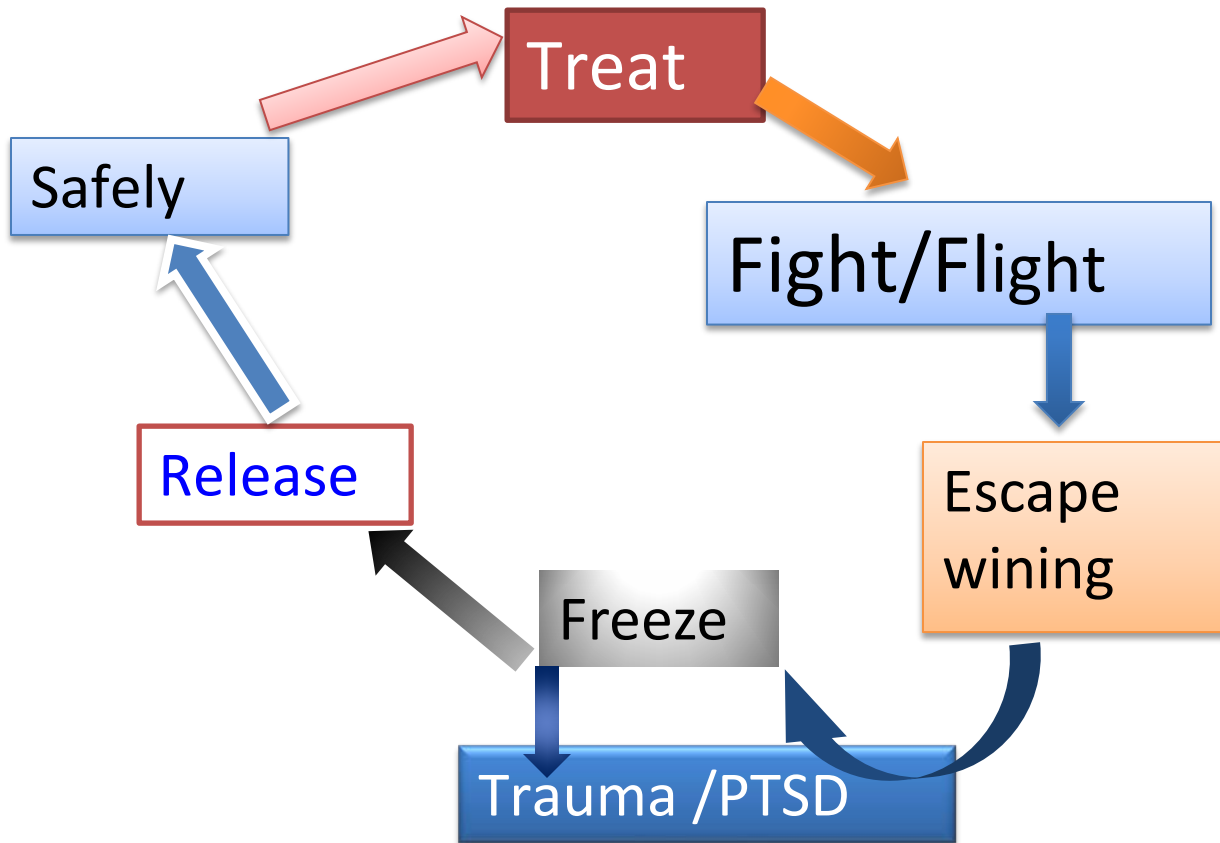 Treat
Safely
Fight/Flight
Escape
wining
Release
Freeze
Trauma /PTSD